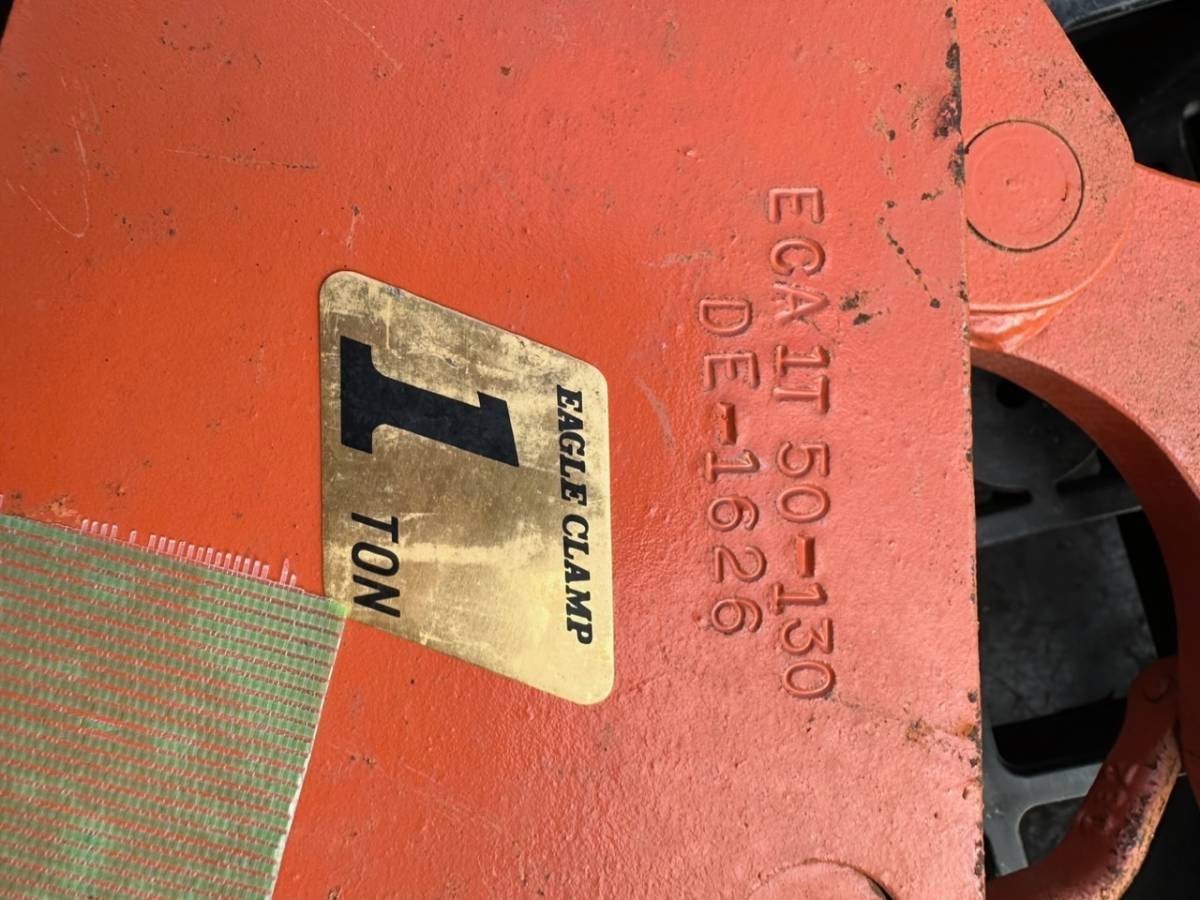 ECA 1T 50-130
DE-1626
EAGLE CLAMP
1 TON